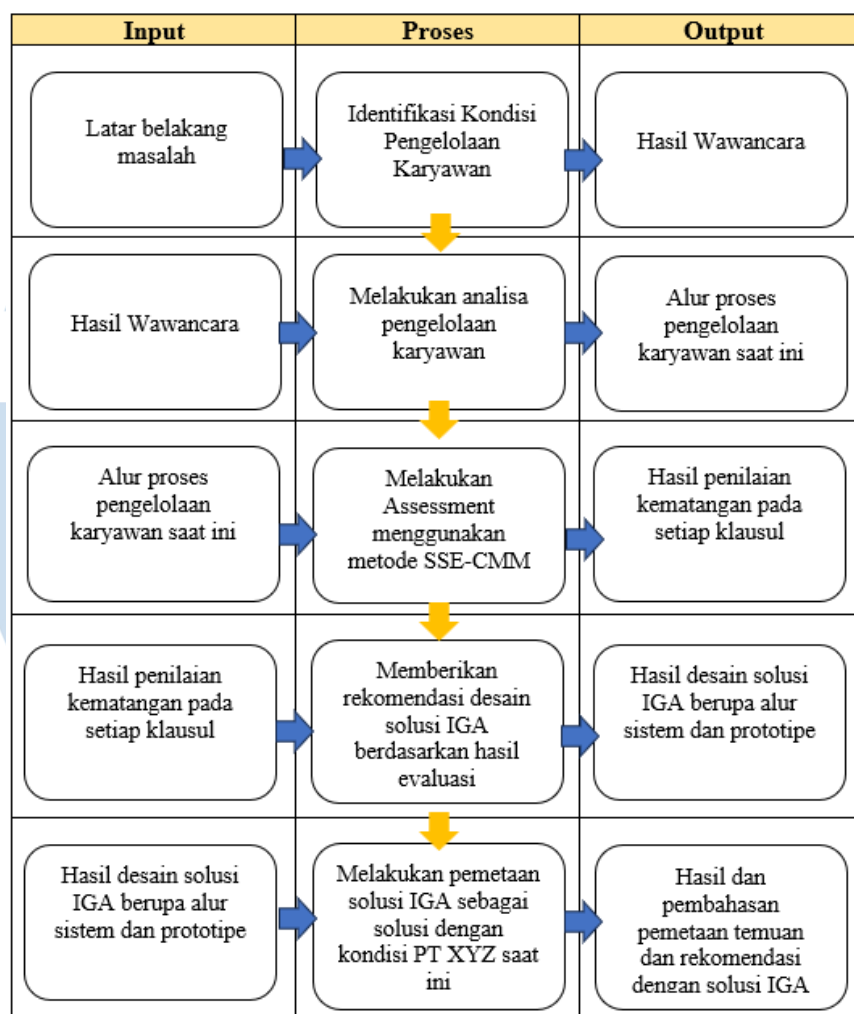 Input
Proses
Output
Latar belakang
masalah
Identifikasi Kondisi
Pengelolaan
Karyawan
Hasil Wawancara
Hasil Wawancara
Melakukan analisa
pengelolaan
karyawan
Alur proses
pengelolaan
karyawan saat ini
Alur proses
pengelolaan
karyawan saat ini
Melakukan
Assessment
menggunakan
metode SSE-CMM
Hasil penilaian
kematangan pada
setiap klausul
Hasil penilaian
kematangan pada
setiap klausul
Memberikan
rekomendasi desain
solusi IGA
berdasarkan hasil
evaluasi
Hasil desain solusi
IGA berupa alur
sistem dan prototipe
Hasil desain solusi
IGA berupa alur
sistem dan prototipe
Melakukan pemetaan
solusi IGA sebagai
solusi dengan
kondisi PT XYZ saat
ini
Hasil dan
pembahasan
pemetaan temuan
dan rekomendasi
dengan solusi IGA